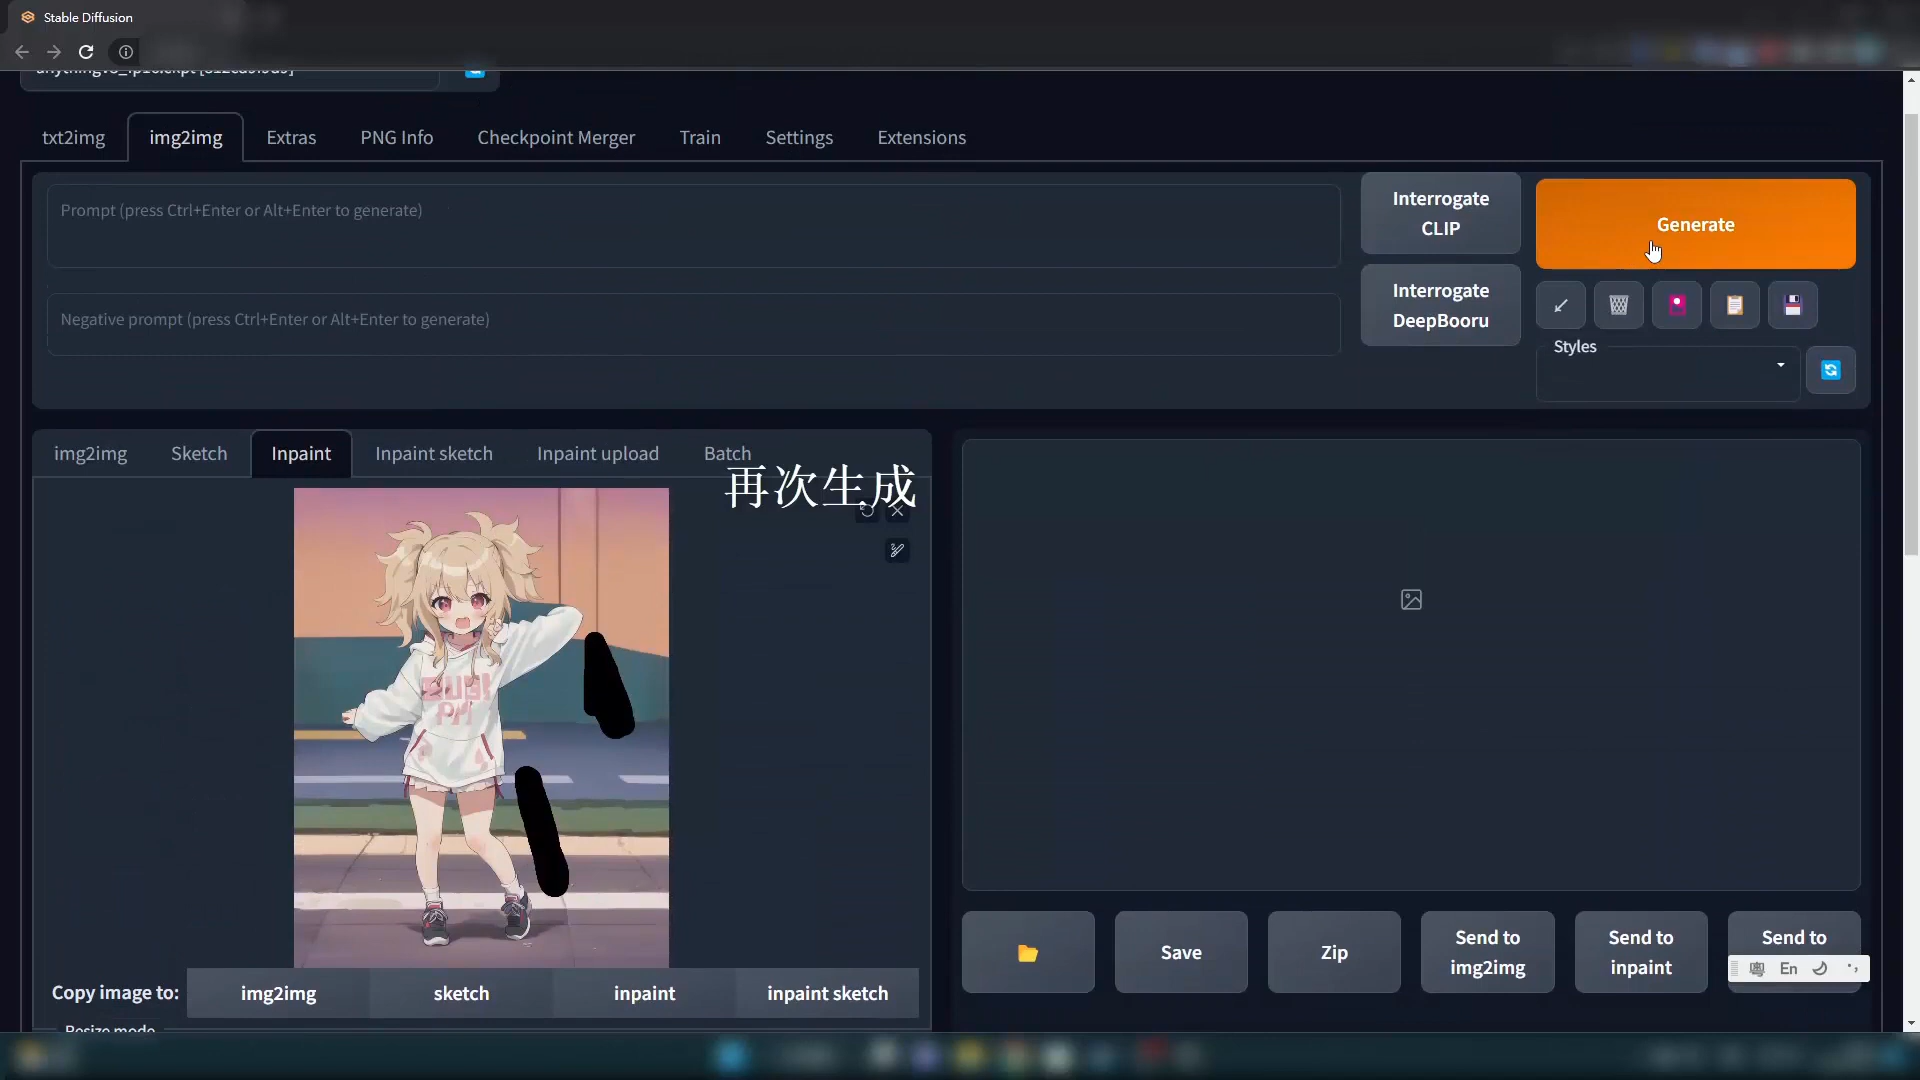 Stable Diffusion
txt2img
img2img
Extras
PNG Info
Checkpoint Merger
Train
Settings
Extensions
Prompt (press Ctrl+Enter or Alt+Enter to generate)
Negative prompt (press Ctrl+Enter or Alt+Enter to generate)
Interrogate
CLIP
Interrogate
DeepBooru
Generate
Styles
img2img
Sketch
Inpaint
Inpaint sketch
Inpaint upload
Batch
再次生成
Copy image to:
img2img
sketch
inpaint
inpaint sketch
Resize mode
Save
Zip
Send to
img2img
Send to
inpaint
Send to
En